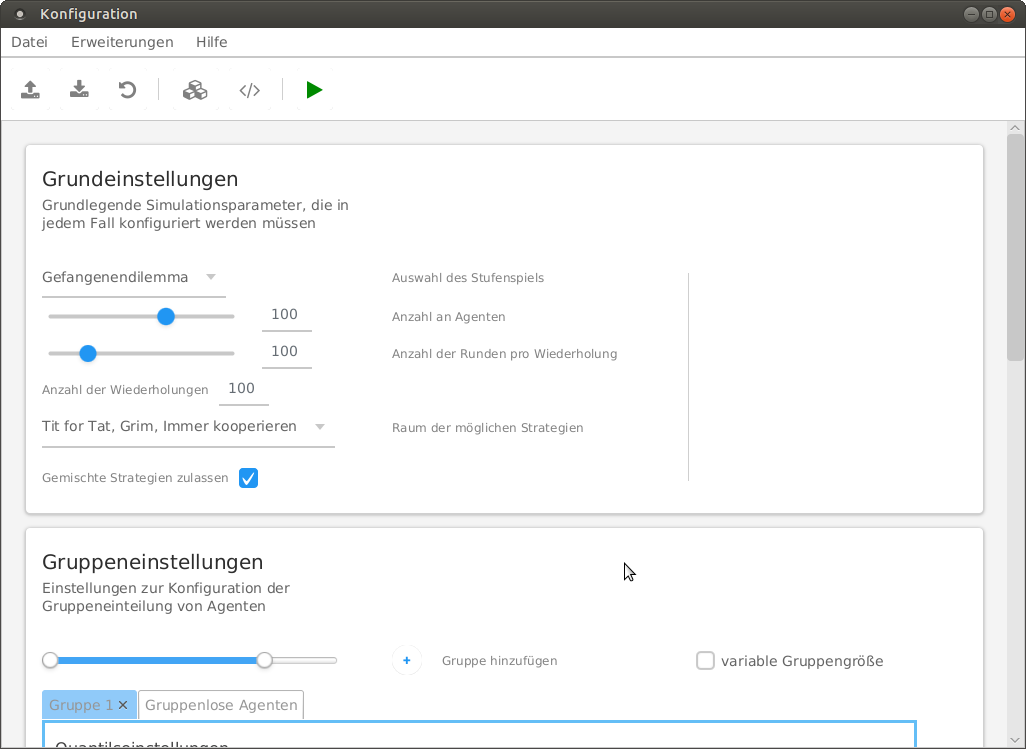 Konfiguration
Datei Erweiterungen Hilfe
Grundeinstellungen
Grundlegende Simulationsparameter, die in
jedem Fall konfiguriert werden müssen
Gefangenendilemma Auswahl des Stufenspiels
100 Anzahl an Agenten
100 Anzahl der Runden pro Wiederholung
Anzahl der Wiederholungen 100
Tit for Tat, Grim, Immer kooperieren Raum der möglichen Strategien
Gemischte Strategien zulassen
Gruppeneinstellungen
Einstellungen zur Konfiguration der
Gruppeneinteilung von Agenten
Gruppe hinzufügen variable Gruppengröße
Gruppe 1 Gruppenlose Agenten
Quantilseinstellungen